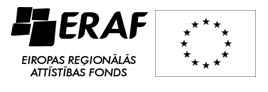 ERAF
EIROPAS REĢIONĀLĀS
ATTĪSTĪBAS FONDS